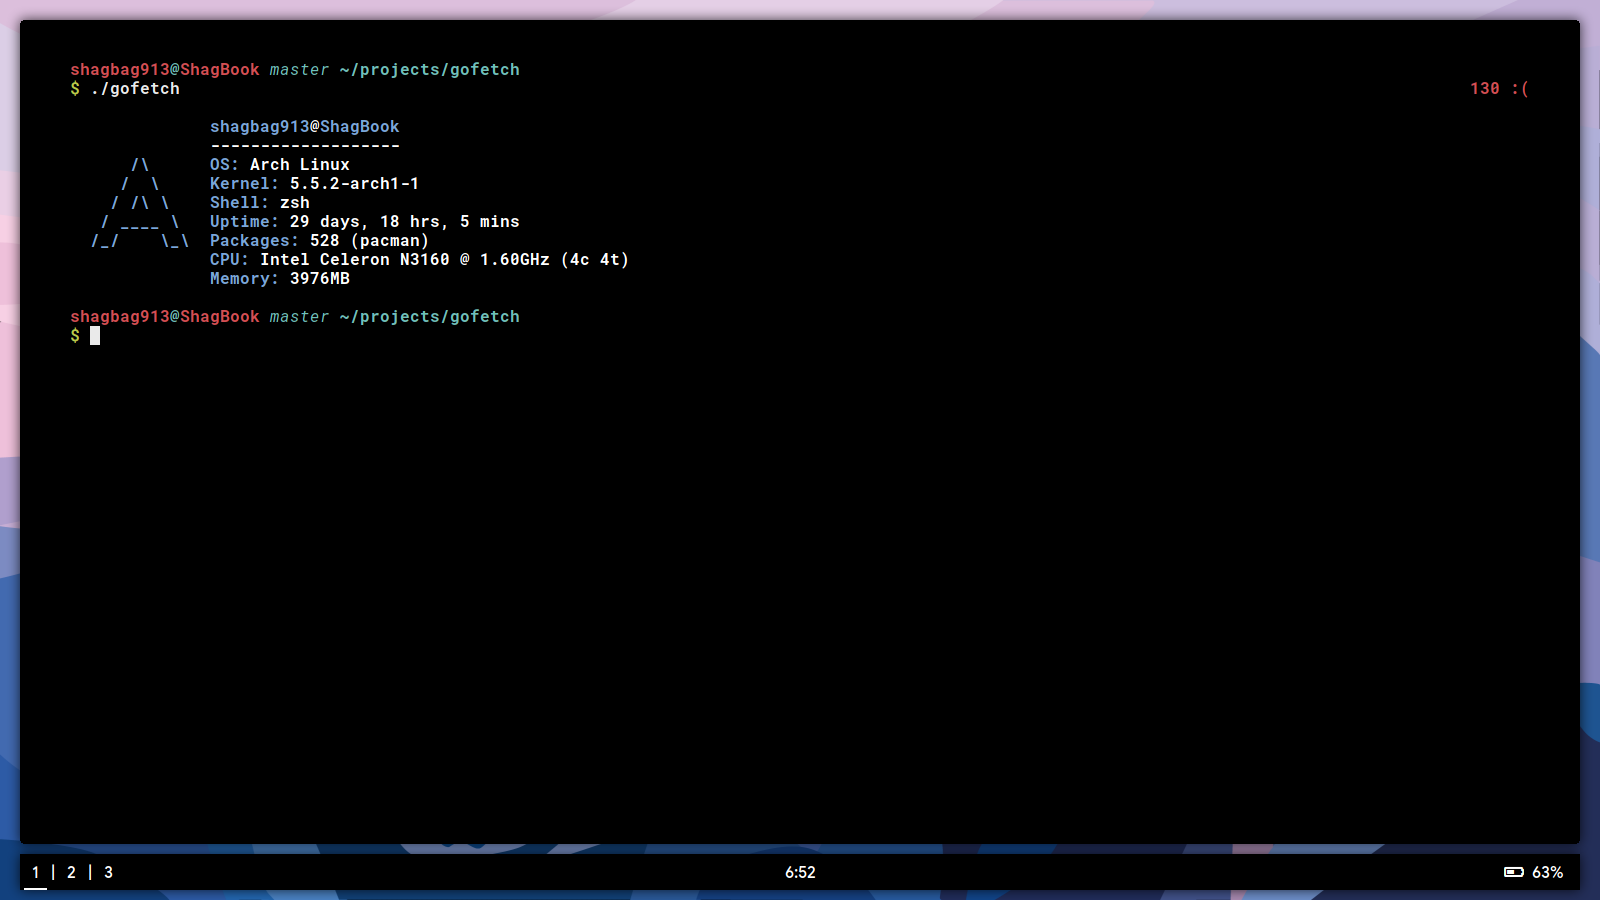 shagbag913@ShagBook master ~/projects/gofetch
$ ./gofetch 130 :(
shagbag913@ShagBook
-------------------
/\ OS: Arch Linux
/  \ Kernel: 5.5.2-arch1-1
/ /\ \ Shell: zsh
/ ____ \ Uptime: 29 days, 18 hrs, 5 mins
/_/    \_\ Packages: 528 (pacman)
CPU: Intel Celeron N3160 @ 1.60GHz (4c 4t)
Memory: 3976MB
shagbag913@ShagBook master ~/projects/gofetch
$
1 | 2 | 3 6:52 63%